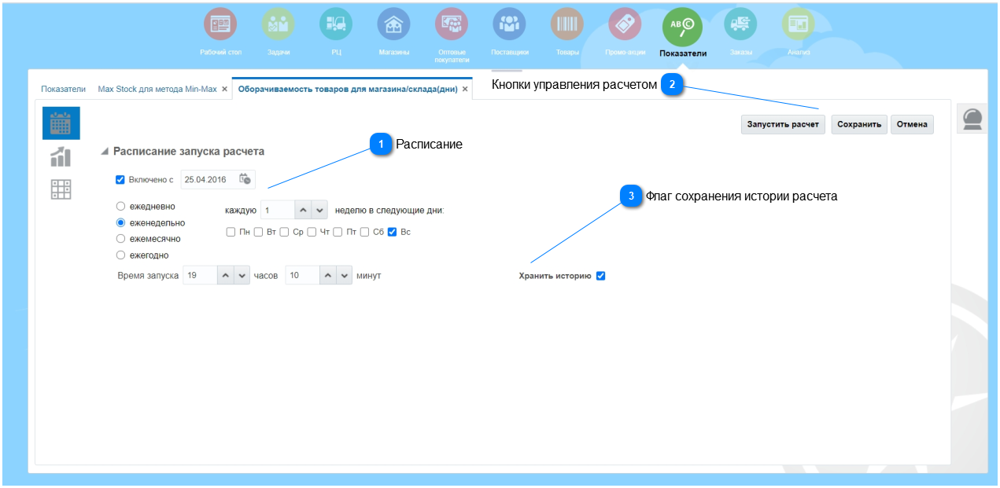 АВС
Рабочий стол
Задачи
РЦ
Магазины
Оптовые
покупатели
Поставщики
Товары
Промо-акции
Показатели
Заказы
Анализ
Показатели
Max Stock для метода Min-Max ×
Оборачиваемость товаров для магазина/склада(дни) ×
Кнопки управления расчетом 2
Запустить расчет
Сохранить
Отмена
1 Расписание
Расписание запуска расчета
Включено с 25.04.2016
3 Флаг сохранения истории расчета
ежедневно
каждую 1 неделю в следующие дни:
еженедельно
Пн Вт Ср Чт Пт Сб Вс
ежемесячно
ежегодно
Время запуска 19 часов 10 минут
Хранить историю